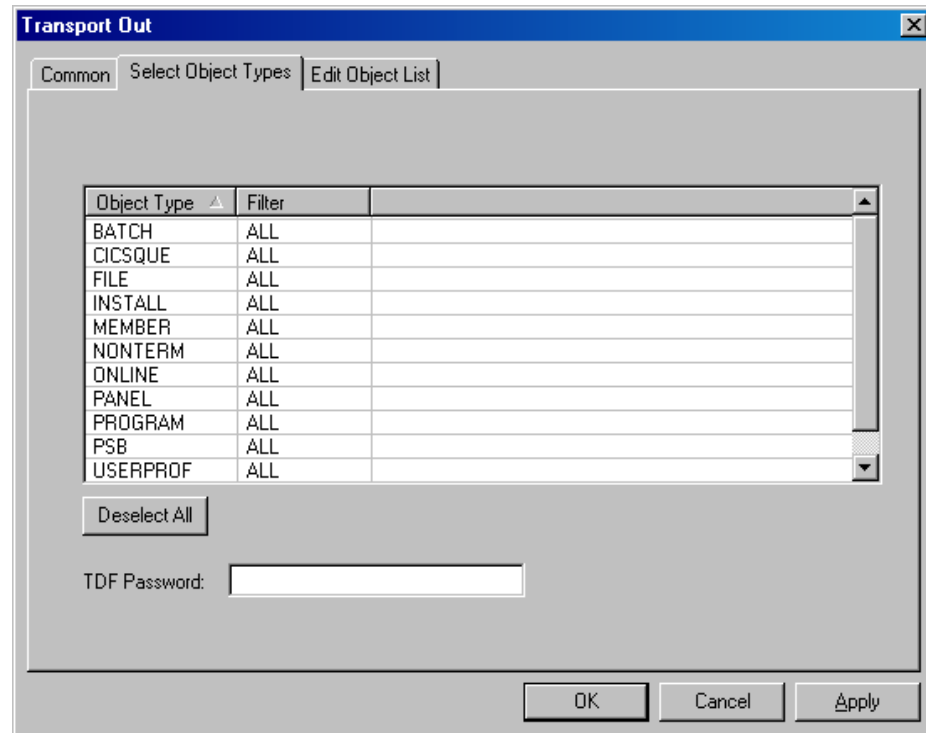 Transport Out
Common Select Object Types Edit Object List
Object Type Filter
BATCH ALL
CICSQUE ALL
FILE ALL
INSTALL ALL
MEMBER ALL
NONTERM ALL
ONLINE ALL
PANEL ALL
PROGRAM ALL
PSB ALL
USERPROF ALL
Deselect All
TDF Password:
OK Cancel Apply